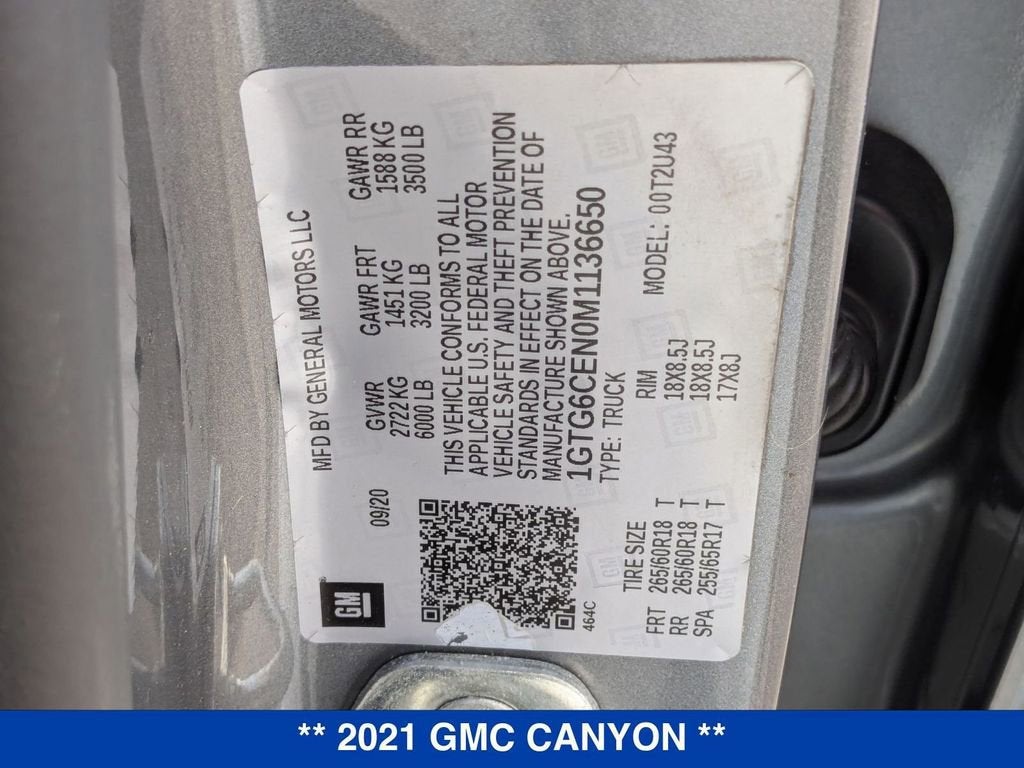 MFD BY GENERAL MOTORS LLC
GM
09/20
GVWR GAWR FRT GAWR RR
2722 KG 1451 KG 1588 KG
6000 LB 3200 LB 3500 LB
THIS VEHICLE CONFORMS TO ALL
APPLICABLE U.S. FEDERAL MOTOR
VEHICLE SAFETY AND THEFT PREVENTION
STANDARDS IN EFFECT ON THE DATE OF
MANUFACTURE SHOWN ABOVE.
1GTG6CEN0M1136650
464C
TYPE: TRUCK
TIRE SIZE RIM MODEL: 00T2U43
FRT 265/60R18 T 18X8.5J
RR 265/60R18 T 18X8.5J
SPA 255/65R17 T 17X8J
** 2021 GMC CANYON **